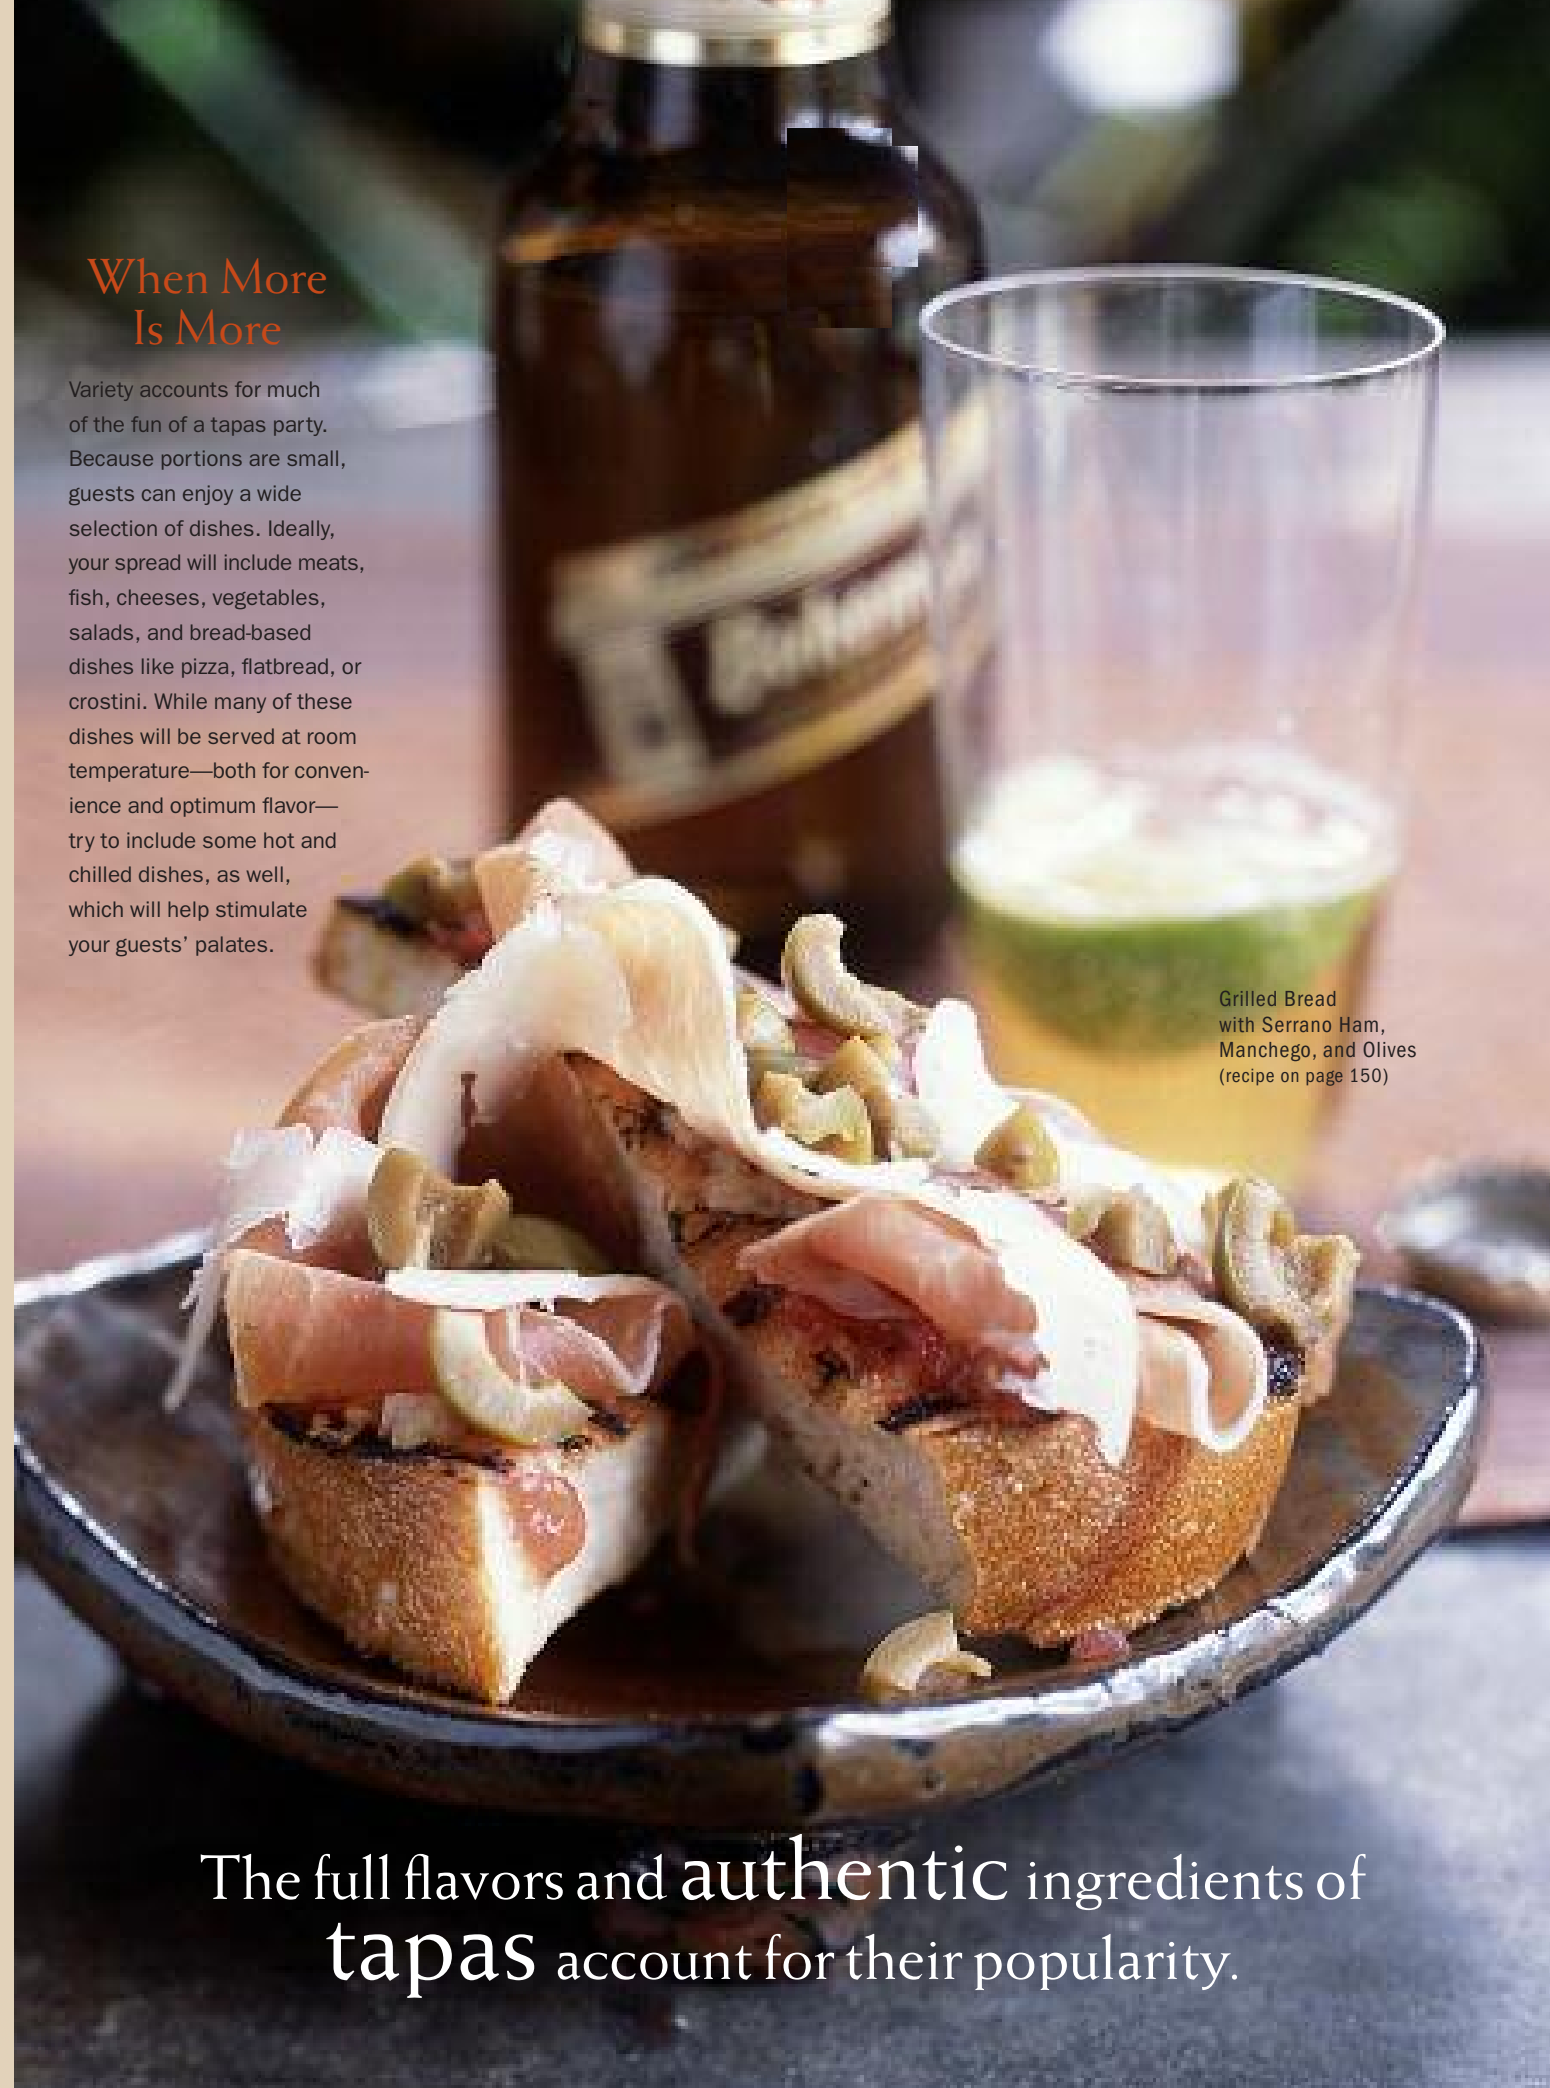 When More
Is More
Variety accounts for much
of the fun of a tapas party.
Because portions are small,
guests can enjoy a wide
selection of dishes. Ideally,
your spread will include meats,
fish, cheeses, vegetables,
salads, and bread-based
dishes like pizza, flatbread, or
crostini. While many of these
dishes will be served at room
temperature—both for conven-
ience and optimum flavor—
try to include some hot and
chilled dishes, as well,
which will help stimulate
your guests’ palates.
Grilled Bread
with Serrano Ham,
Manchego, and Olives
(recipe on page 150)
The full flavors and authentic ingredients of
tapas account for their popularity.